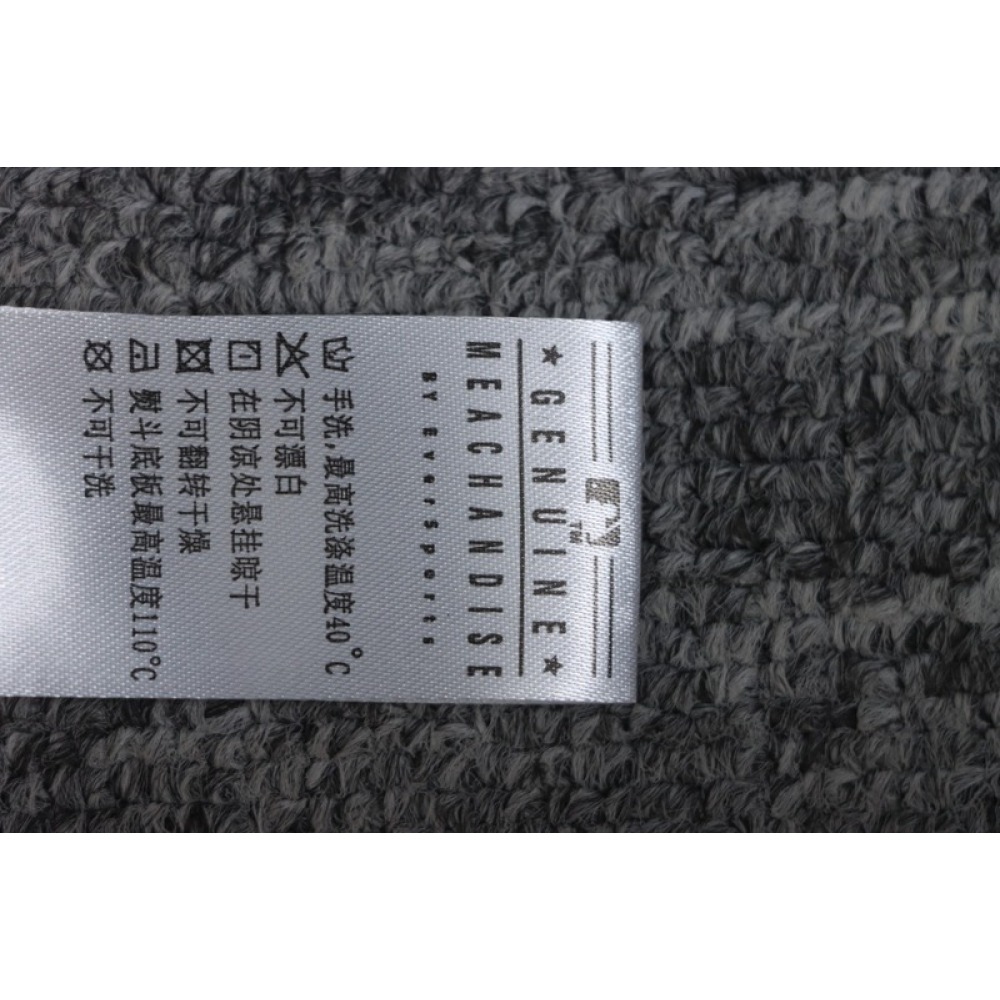 GENUINE
TM
MEACHANDISE
BY EverSports
手洗,最高洗涤温度40°C
不可漂白
在阴凉处悬挂晾干
不可翻转干燥
熨斗底板最高温度110°C
不可干洗